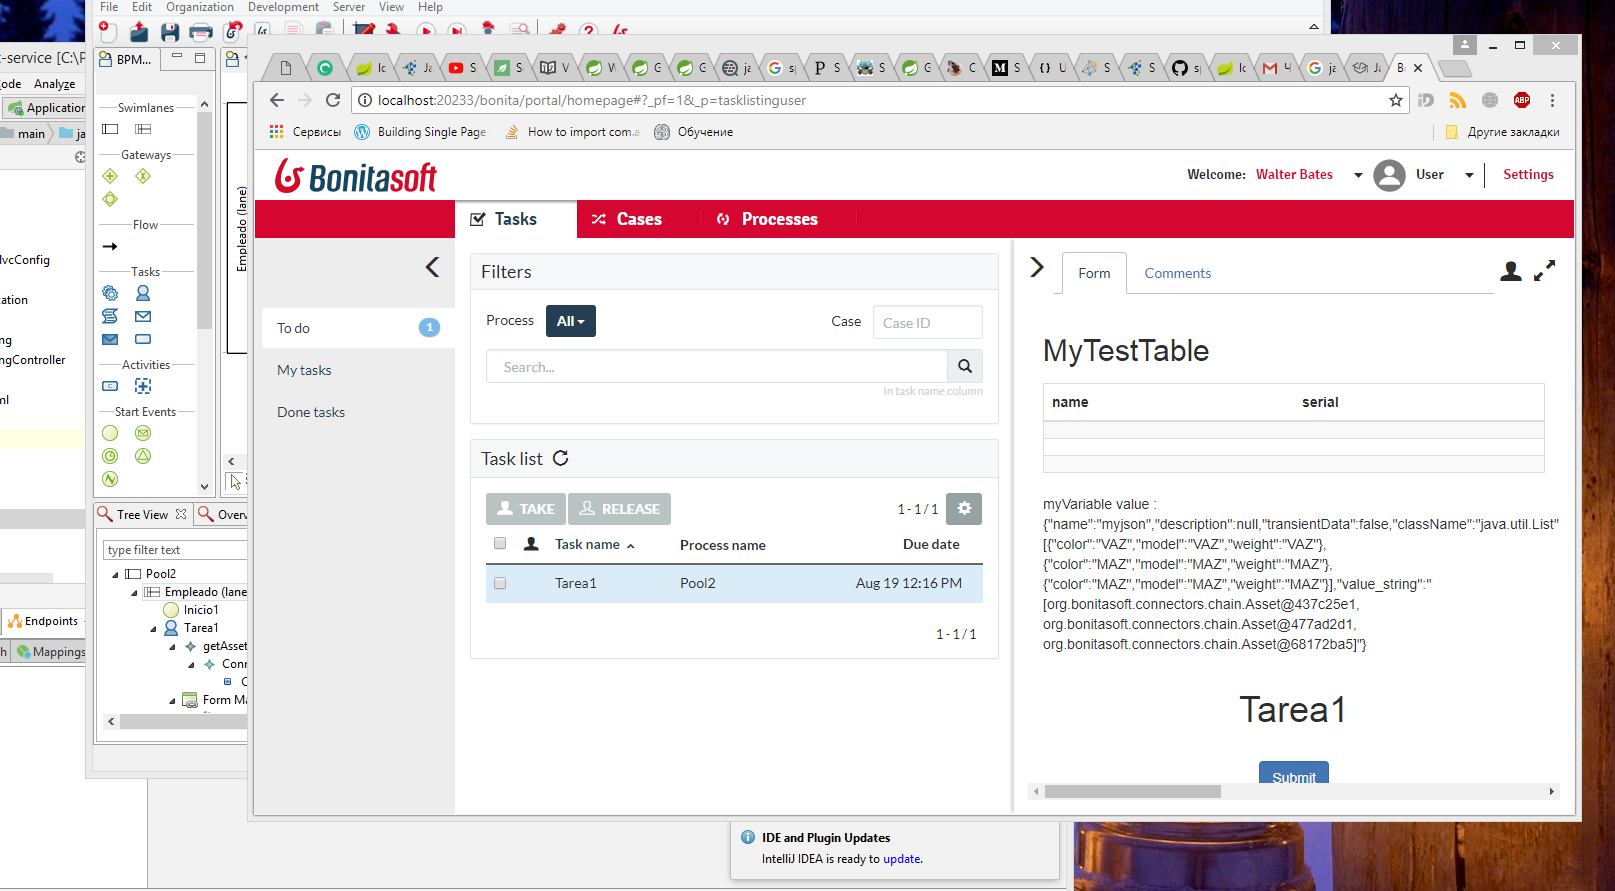 File Edit Organization Development Server View Help
t-service [C:\P
ode Analyze
Application
main
ja
lvcConfig
cation
ng
ngController
ml
Endpoints
h Mappings
BPM...
Swimlanes
Gateways
Flow
Tasks
Activities
Start Events
Empleado (lane)
Tree View
Overv
type filter text
Pool2
Empleado (lane
Inicio1
Tarea1
getAsset
Conn
C
Form Ma
localhost:20233/bonita/portal/homepage#?_pf=1&_p=tasklistinguser
ABP
Сервисы
Building Single Page
How to import com.a
Обучение
Другие закладки
Bonitasoft
Welcome: Walter Bates
User
Settings
Tasks
Cases
Processes
To do 1
My tasks
Done tasks
Filters
Process All
Case Case ID
Search...
In task name column
Task list
TAKE RELEASE 1 - 1 / 1
Task name Process name Due date
Tarea1 Pool2 Aug 19 12:16 PM
1 - 1 / 1
Form Comments
MyTestTable
name serial
myVariable value :
{"name":"myjson","description":null,"transientData":false,"className":"java.util.List"
[{"color":"VAZ","model":"VAZ","weight":"VAZ"},
{"color":"MAZ","model":"MAZ","weight":"MAZ"},
{"color":"MAZ","model":"MAZ","weight":"MAZ"}],"value_string":"
[org.bonitasoft.connectors.chain.Asset@437c25e1,
org.bonitasoft.connectors.chain.Asset@477ad2d1,
org.bonitasoft.connectors.chain.Asset@68172ba5]"}
Tarea1
Submit
IDE and Plugin Updates
IntelliJ IDEA is ready to update.